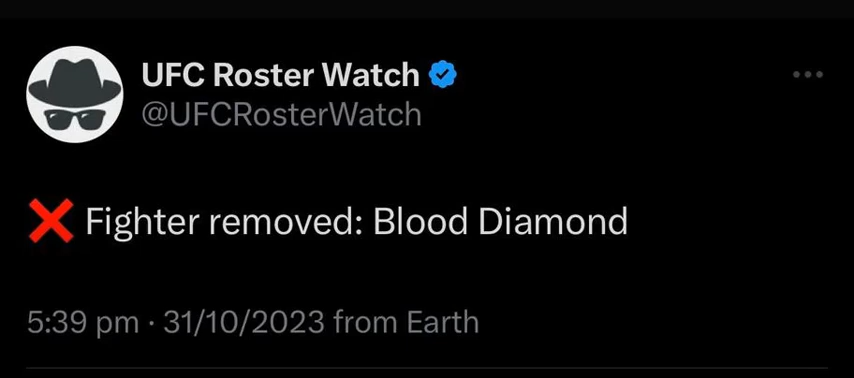 UFC Roster Watch
@UFCRosterWatch
❌ Fighter removed: Blood Diamond
5:39 pm · 31/10/2023 from Earth